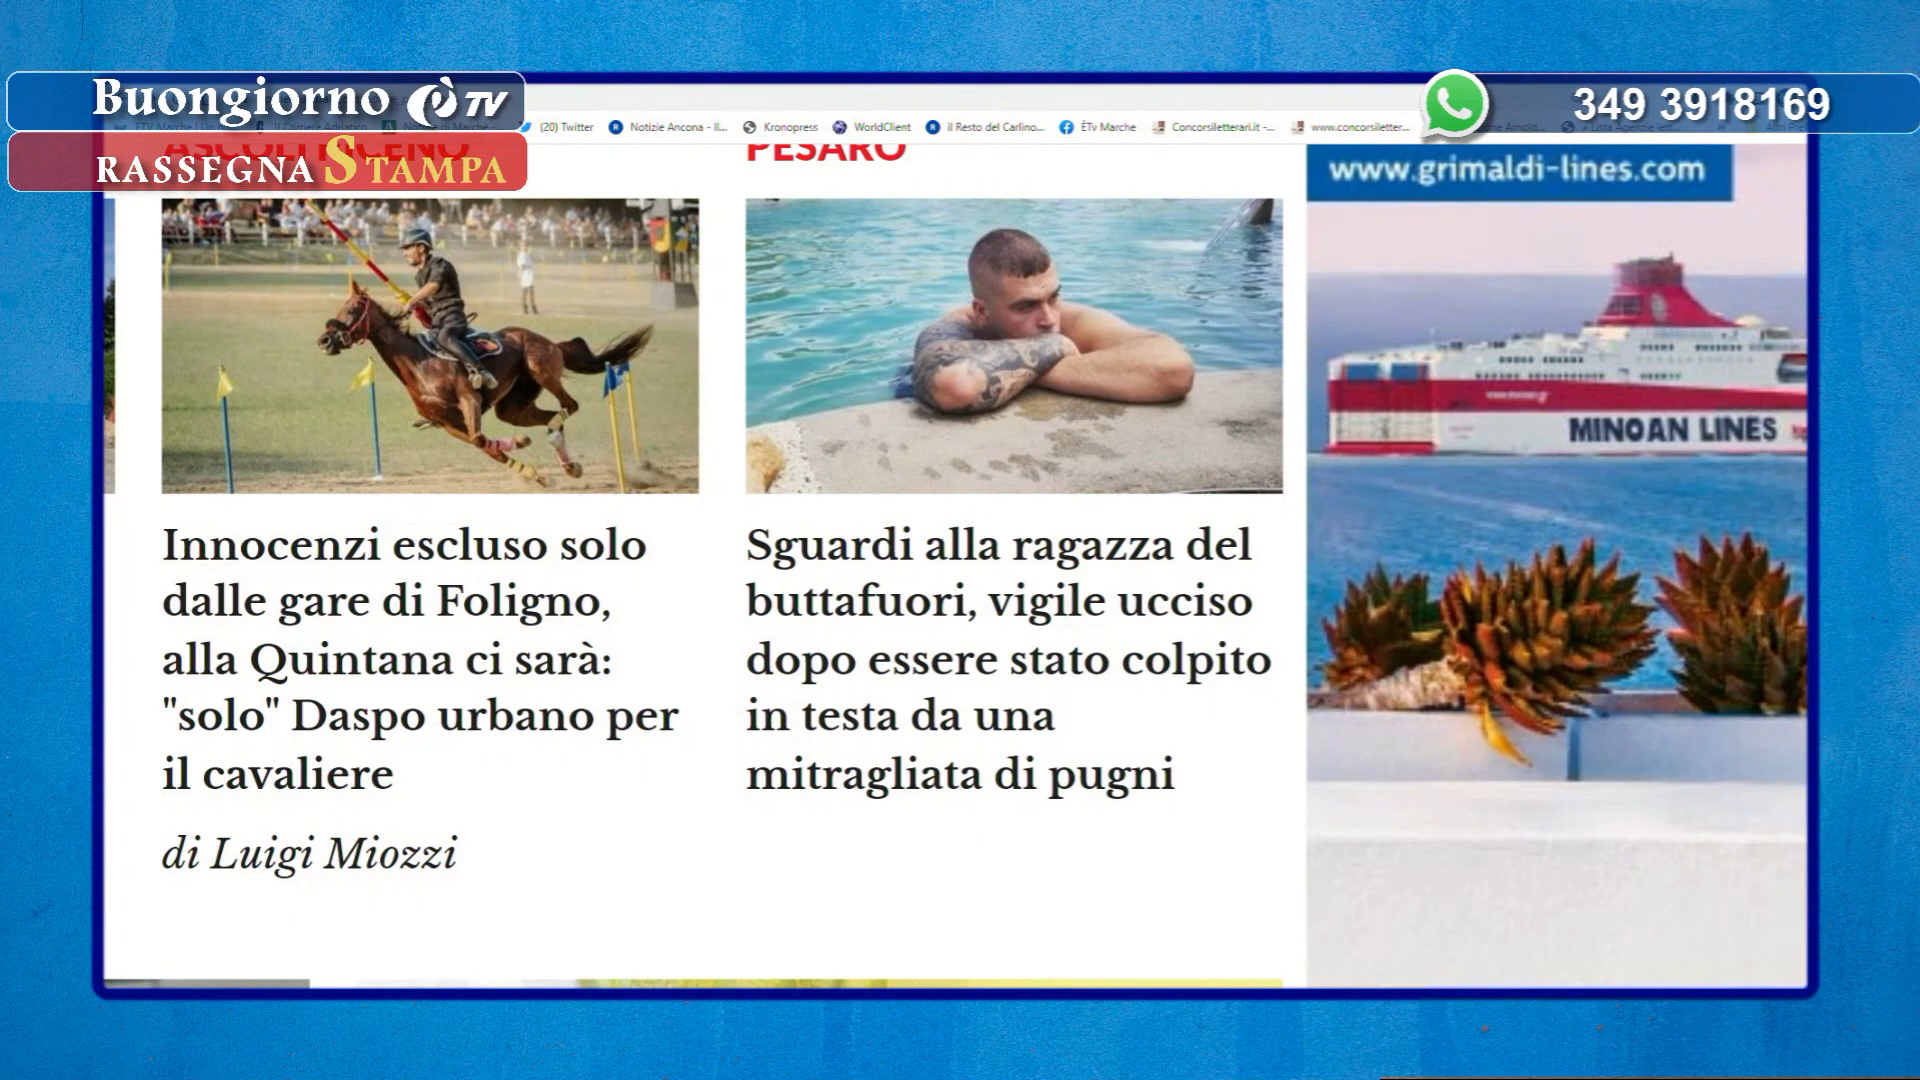 Buongiorno è TV
RASSEGNA STAMPA
349 3918169
(20) Twitter
Notizie Ancona - Il...
Kronopress
WorldClient
il Resto del Carlino...
ÈTv Marche
Concorsiletterari.it -...
www.concorsiletter...
ASCOLI PICENO
Innocenzi escluso solo
dalle gare di Foligno,
alla Quintana ci sarà:
"solo" Daspo urbano per
il cavaliere
di Luigi Miozzi
PESARO
Sguardi alla ragazza del
buttafuori, vigile ucciso
dopo essere stato colpito
in testa da una
mitragliata di pugni
www.grimaldi-lines.com
MINOAN LINES